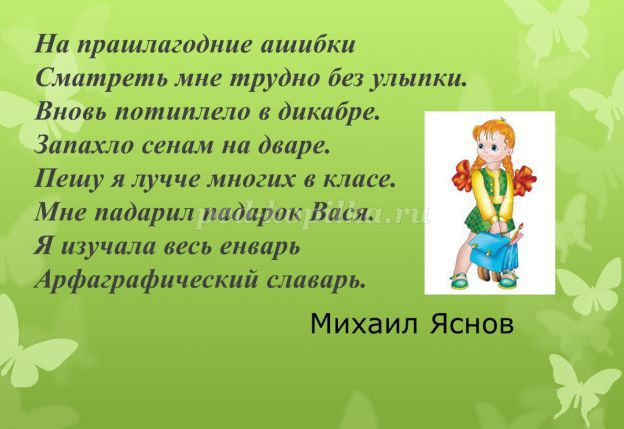 На прашлагодние ашибки
Сматреть мне трудно без улыпки.
Вновь потиплело в дикабре.
Запахло сенам на дваре.
Пешу я лучче многих в класе.
Мне падарил падарок Вася.
Я изучала весь енварь
Арфаграфический славарь.
Михаил Яснов